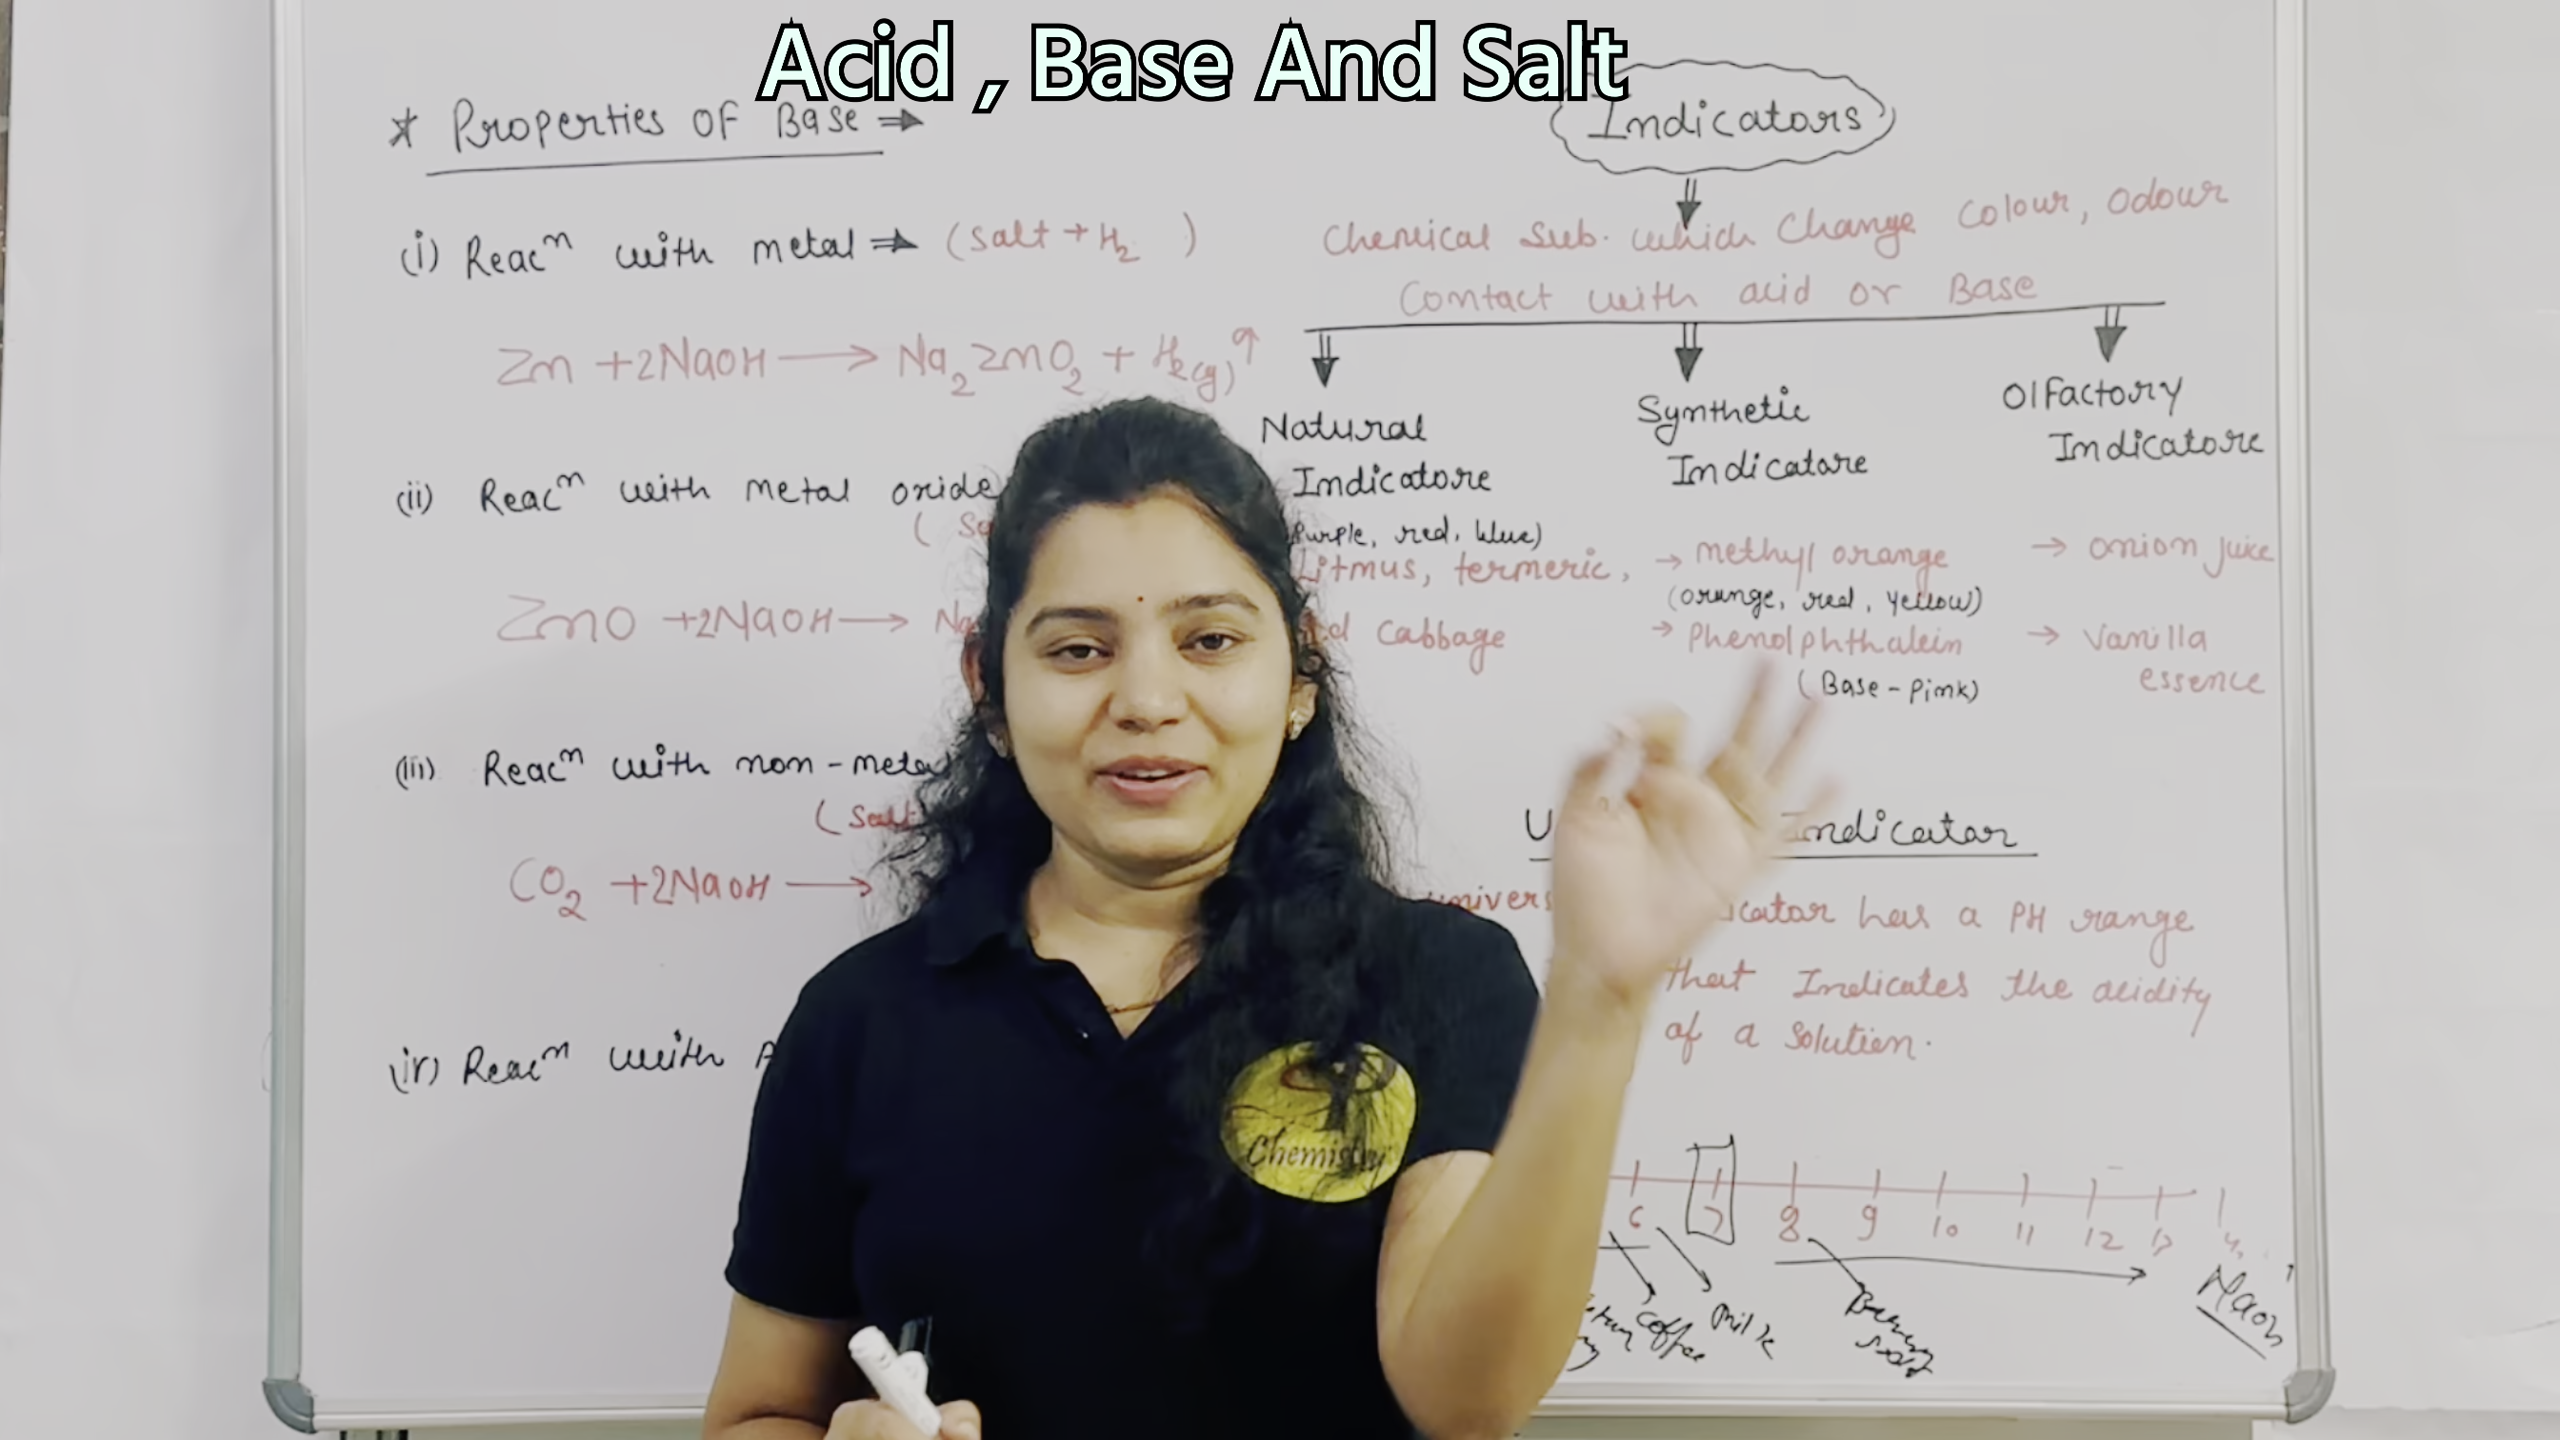 Acid , Base And Salt
* Properties OF Base ⇒
(i) Reacⁿ with metal ⇒ (salt + H₂ )
Zn + 2NaOH ⟶ Na₂ZnO₂ + H₂(g)↑
(ii) Reacⁿ with metal oxide
(
ZnO + 2NaOH ⟶
(iii) Reacⁿ with non-metal
( Salt
CO₂ + 2NaOH ⟶
(iv) Reacⁿ with
Indicators
Chemical Sub. which Change Colour, Odour
Contact with acid or Base
Natural
Indicatore
Purple, red, blue)
Litmus, termeric,
Cabbage
Synthetic
Indicatore
→ methyl orange
(orange, red, yellow)
→ Phenolphthalein
(Base - Pink)
Olfactory
Indicatore
→ onion juice
→ Vanilla
essence
Indicator
has a PH range
that Indicates the acidity
of a Solution.
6 7 8 9 10 11 12 13
coffee Milk
NaOH
Chemistry